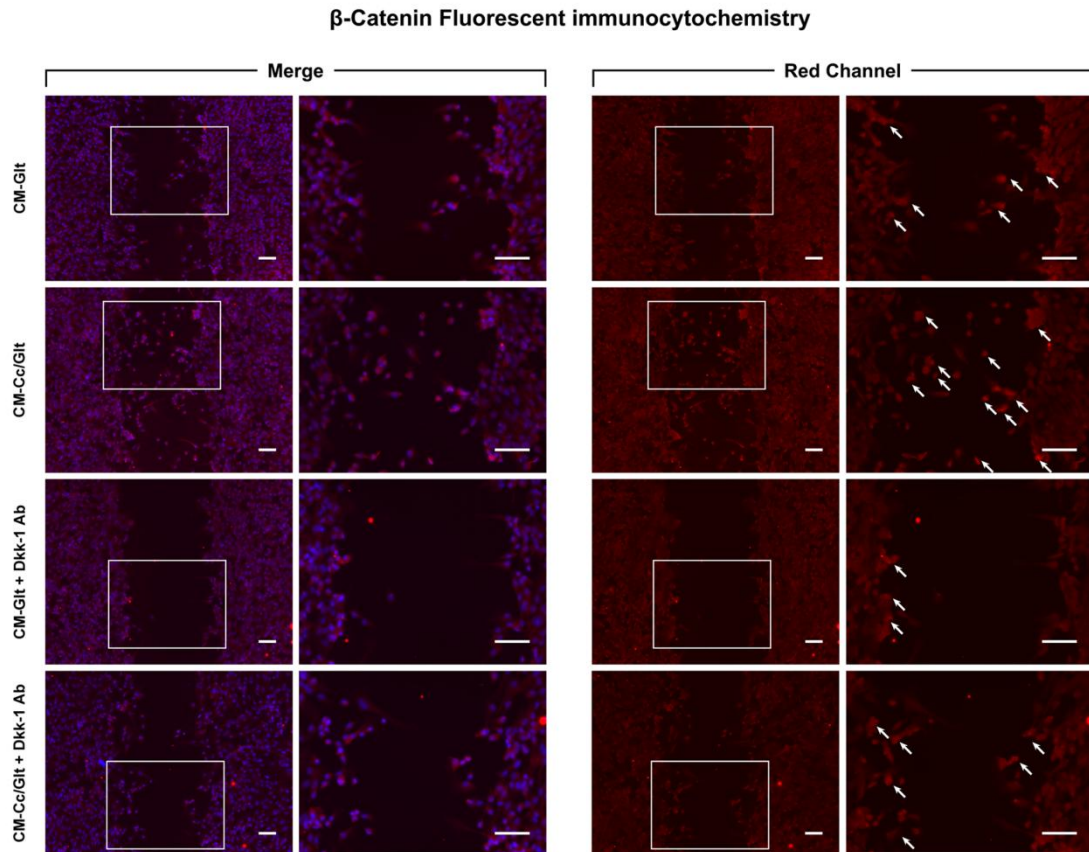 β-Catenin Fluorescent immunocytochemistry
Merge
Red Channel
CM-Glt
CM-Cc/Glt
CM-Glt + Dkk-1 Ab
CM-Cc/Glt + Dkk-1 Ab